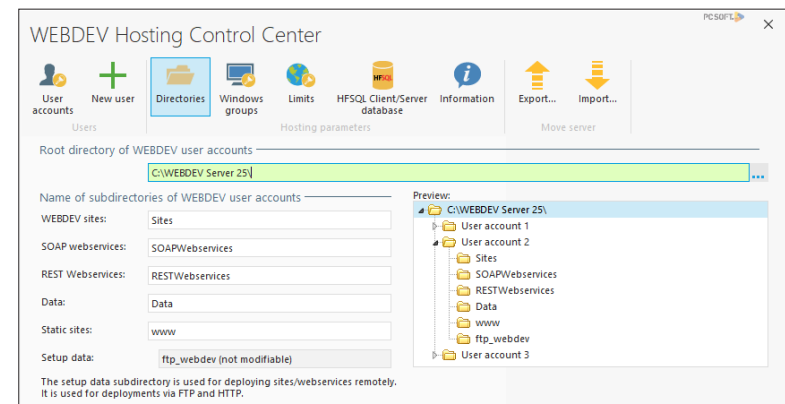 PC SOFT
WEBDEV Hosting Control Center
User accounts
New user
Directories
Windows groups
Limits
HFSQL
HFSQL Client/Server database
Information
Export...
Import...
Users
Hosting parameters
Move server
Root directory of WEBDEV user accounts
C:\WEBDEV Server 25\
...
Name of subdirectories of WEBDEV user accounts
WEBDEV sites:
Sites
SOAP webservices:
SOAPWebservices
REST Webservices:
RESTWebservices
Data:
Data
Static sites:
www
Setup data:
ftp_webdev (not modifiable)
The setup data subdirectory is used for deploying sites/webservices remotely.
It is used for deployments via FTP and HTTP.
Preview:
C:\WEBDEV Server 25\
User account 1
User account 2
Sites
SOAPWebservices
RESTWebservices
Data
www
ftp_webdev
User account 3